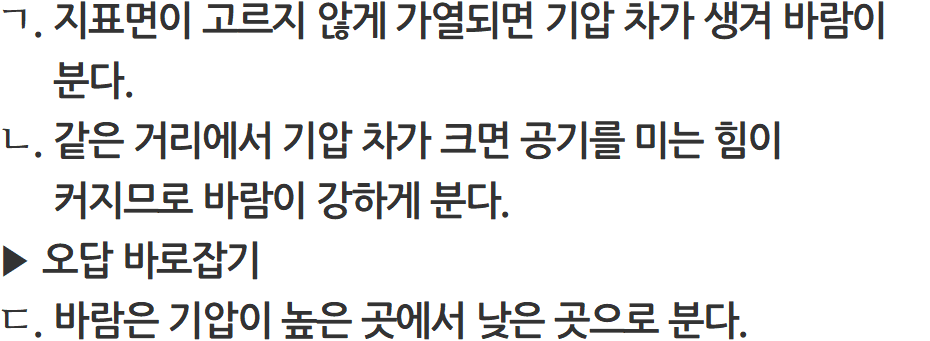 ㄱ. 지표면이 고르지 않게 가열되면 기압 차가 생겨 바람이
분다.
ㄴ. 같은 거리에서 기압 차가 크면 공기를 미는 힘이
커지므로 바람이 강하게 분다.
▶ 오답 바로잡기
ㄷ. 바람은 기압이 높은 곳에서 낮은 곳으로 분다.